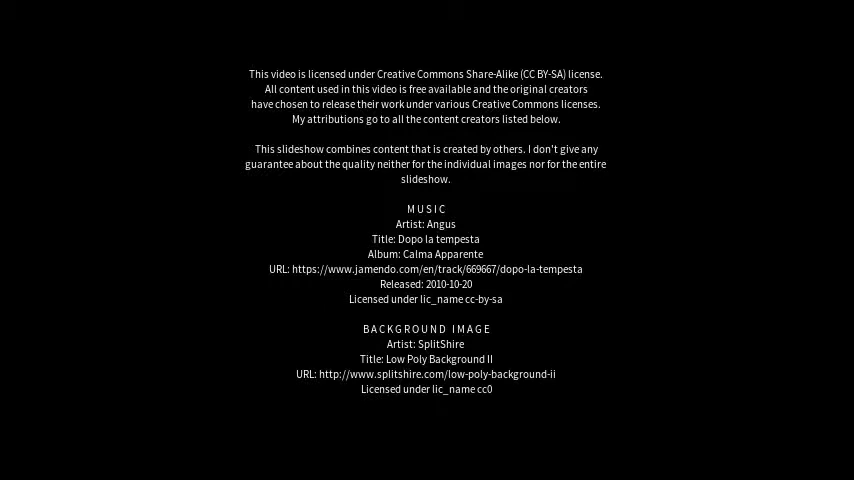 This video is licensed under Creative Commons Share-Alike (CC BY-SA) license.
All content used in this video is free available and the original creators
have chosen to release their work under various Creative Commons licenses.
My attributions go to all the content creators listed below.
This slideshow combines content that is created by others. I don't give any
guarantee about the quality neither for the individual images nor for the entire
slideshow.
MUSIC
Artist: Angus
Title: Dopo la tempesta
Album: Calma Apparente
URL: https://www.jamendo.com/en/track/669667/dopo-la-tempesta
Released: 2010-10-20
Licensed under lic_name cc-by-sa
BACKGROUND IMAGE
Artist: SplitShire
Title: Low Poly Background II
URL: http://www.splitshire.com/low-poly-background-ii
Licensed under lic_name cc0